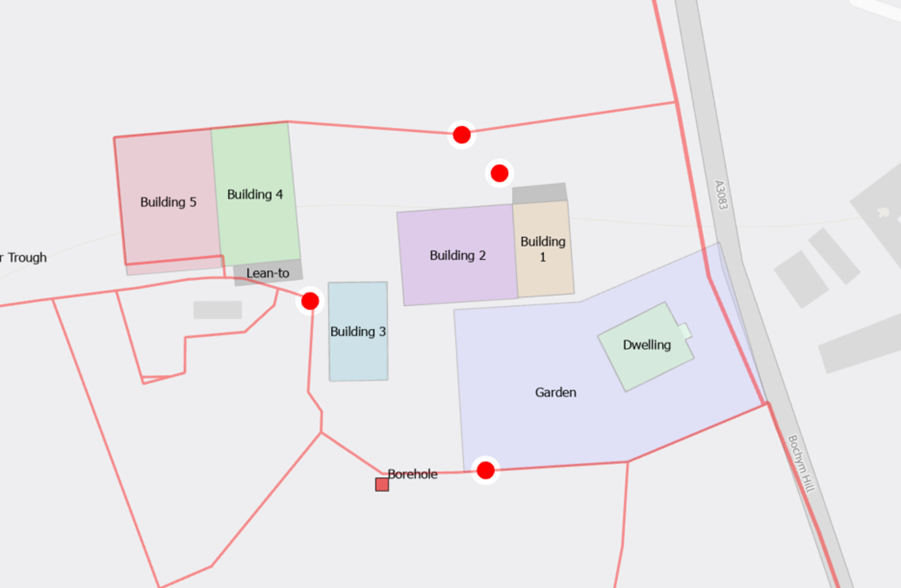 A3083
Building 4
Building 5
Building
1
Building 2
r Trough
Lean-to
Building 3
Dwelling
Garden
Bochym Hill
Borehole